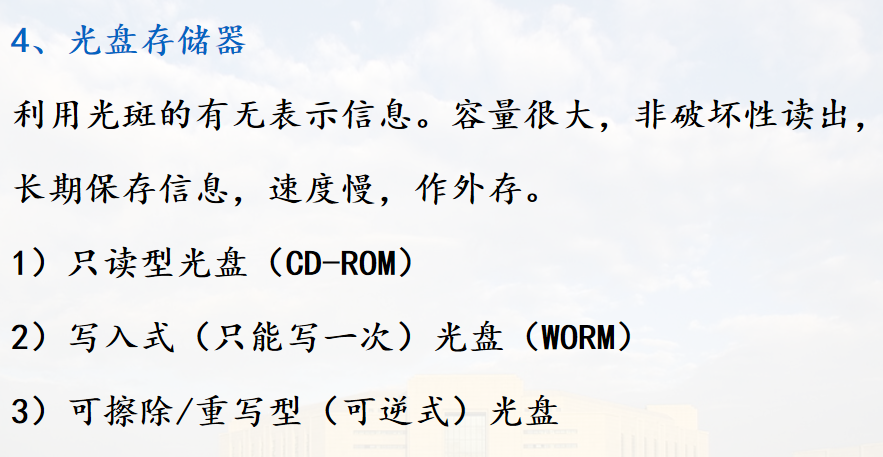 4、光盘存储器
利用光斑的有无表示信息。容量很大，非破坏性读出，
长期保存信息，速度慢，作外存。
1）只读型光盘（CD-ROM）
2）写入式（只能写一次）光盘（WORM）
3）可擦除/重写型（可逆式）光盘